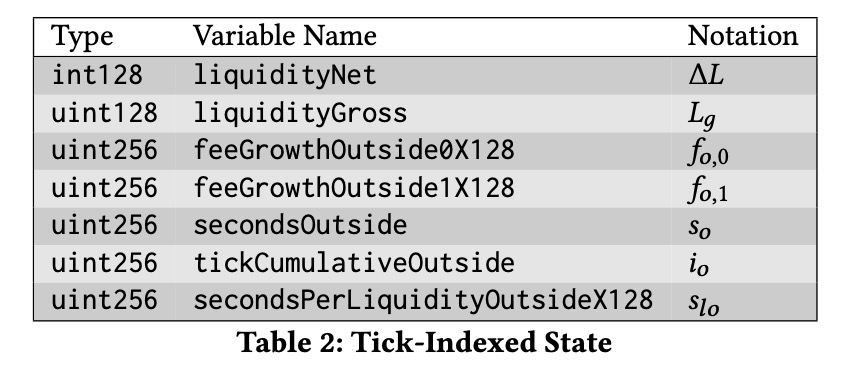 Type Variable Name Notation
int128 liquidityNet ΔL
uint128 liquidityGross L_g
uint256 feeGrowthOutside0X128 f_{o,0}
uint256 feeGrowthOutside1X128 f_{o,1}
uint256 secondsOutside s_o
uint256 tickCumulativeOutside i_o
uint256 secondsPerLiquidityOutsideX128 s_{lo}
Table 2: Tick-Indexed State